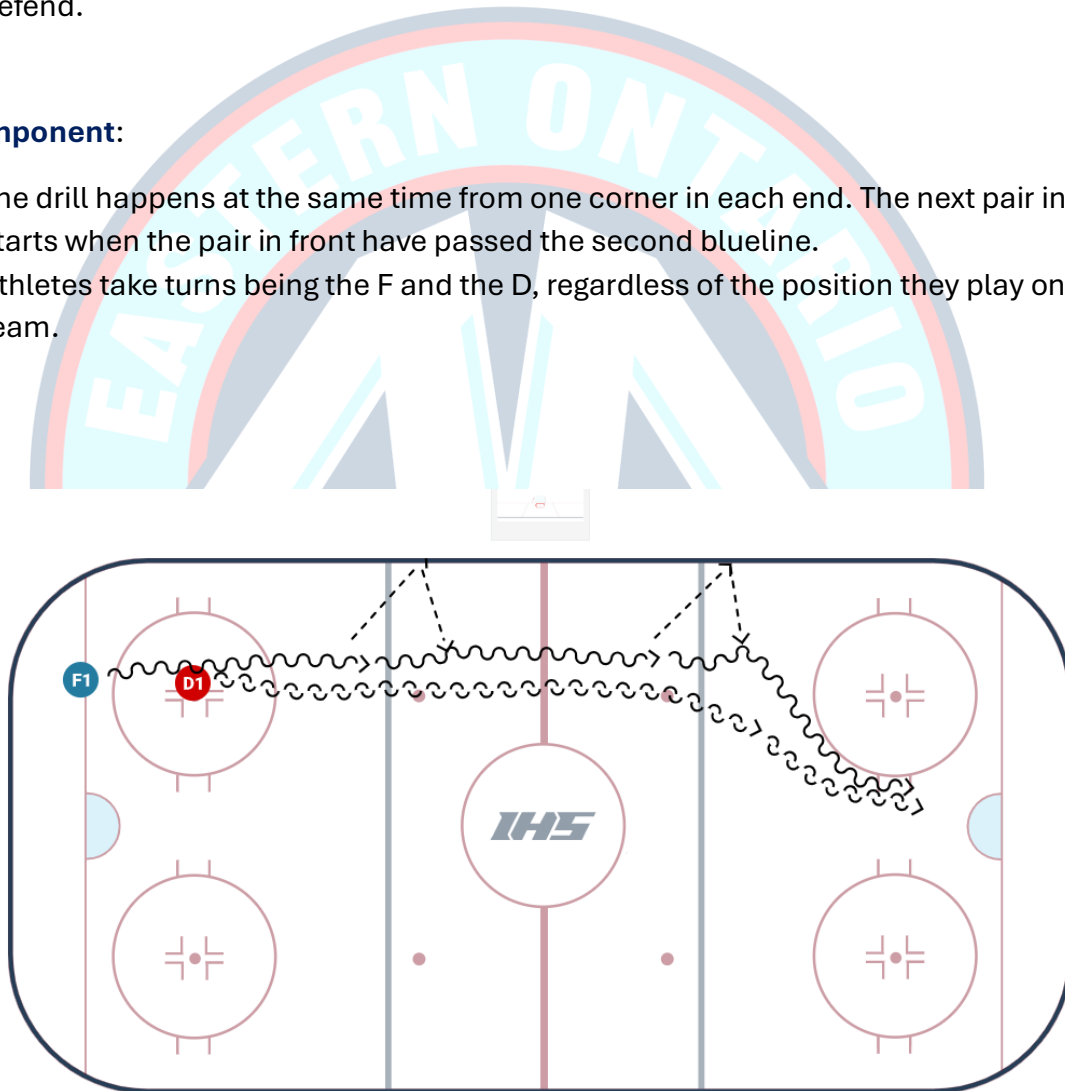 efend.
mponent:
ne drill happens at the same time from one corner in each end. The next pair in
tarts when the pair in front have passed the second blueline.
thletes take turns being the F and the D, regardless of the position they play on
eam.
EASTERN ONTARIO
F1
D1
IHS